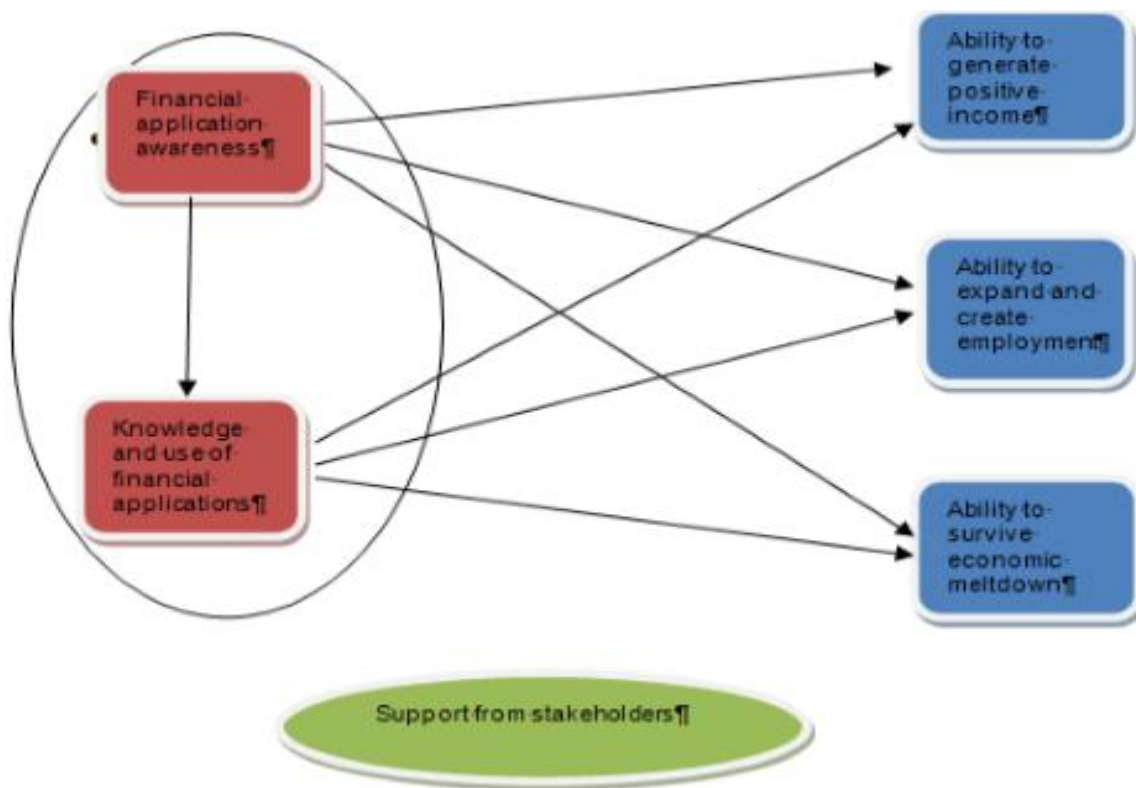 Financial·
application·
awareness¶
Knowledge·
and·use·of·
financial·
applications¶
Ability·to·
generate·
positive·
income¶
Ability·to·
expand·and·
create·
employment¶
Ability·to·
survive·
economic·
meltdown¶
Support·from·stakeholders¶